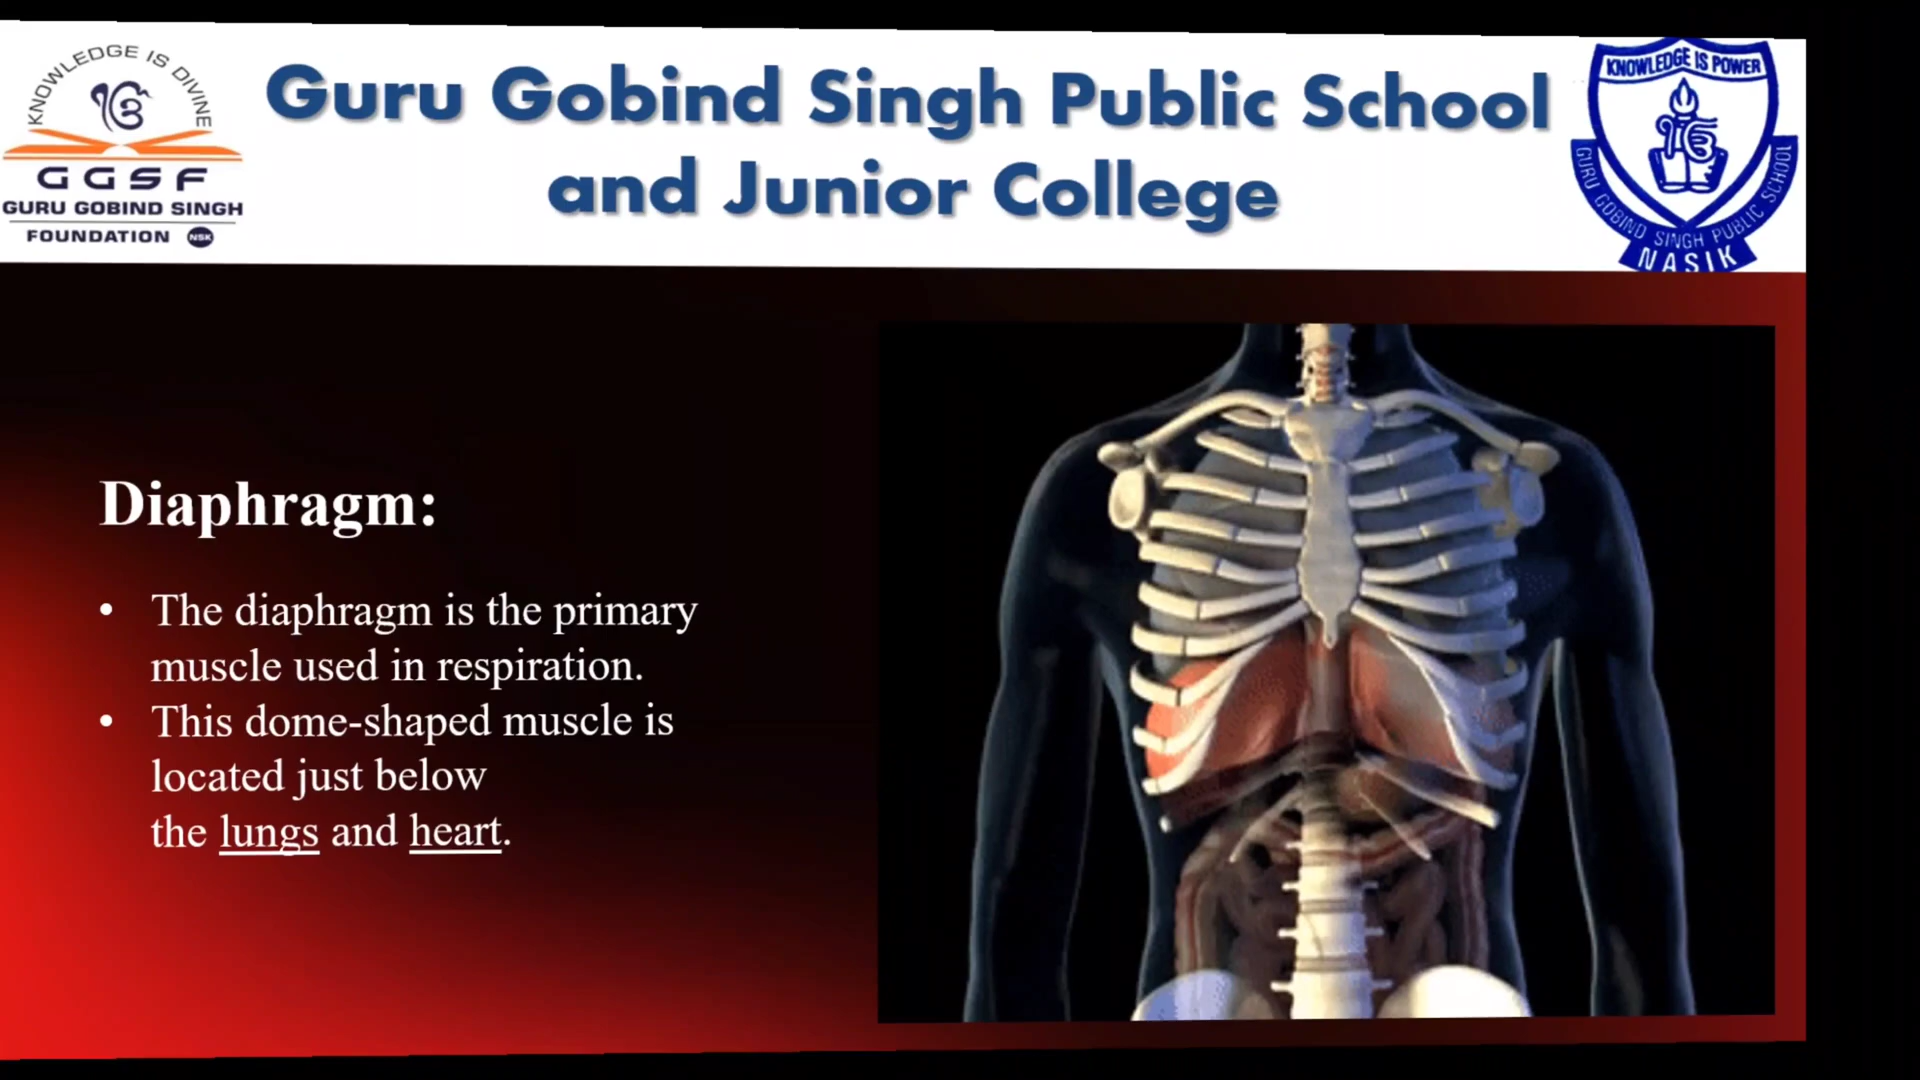 KNOWLEDGE IS DIVINE
GGSF
GURU GOBIND SINGH
FOUNDATION NSK
Guru Gobind Singh Public School
and Junior College
KNOWLEDGE IS POWER
GURU GOBIND SINGH PUBLIC SCHOOL
NASIK
Diaphragm:
• The diaphragm is the primary
muscle used in respiration.
• This dome-shaped muscle is
located just below
the lungs and heart.